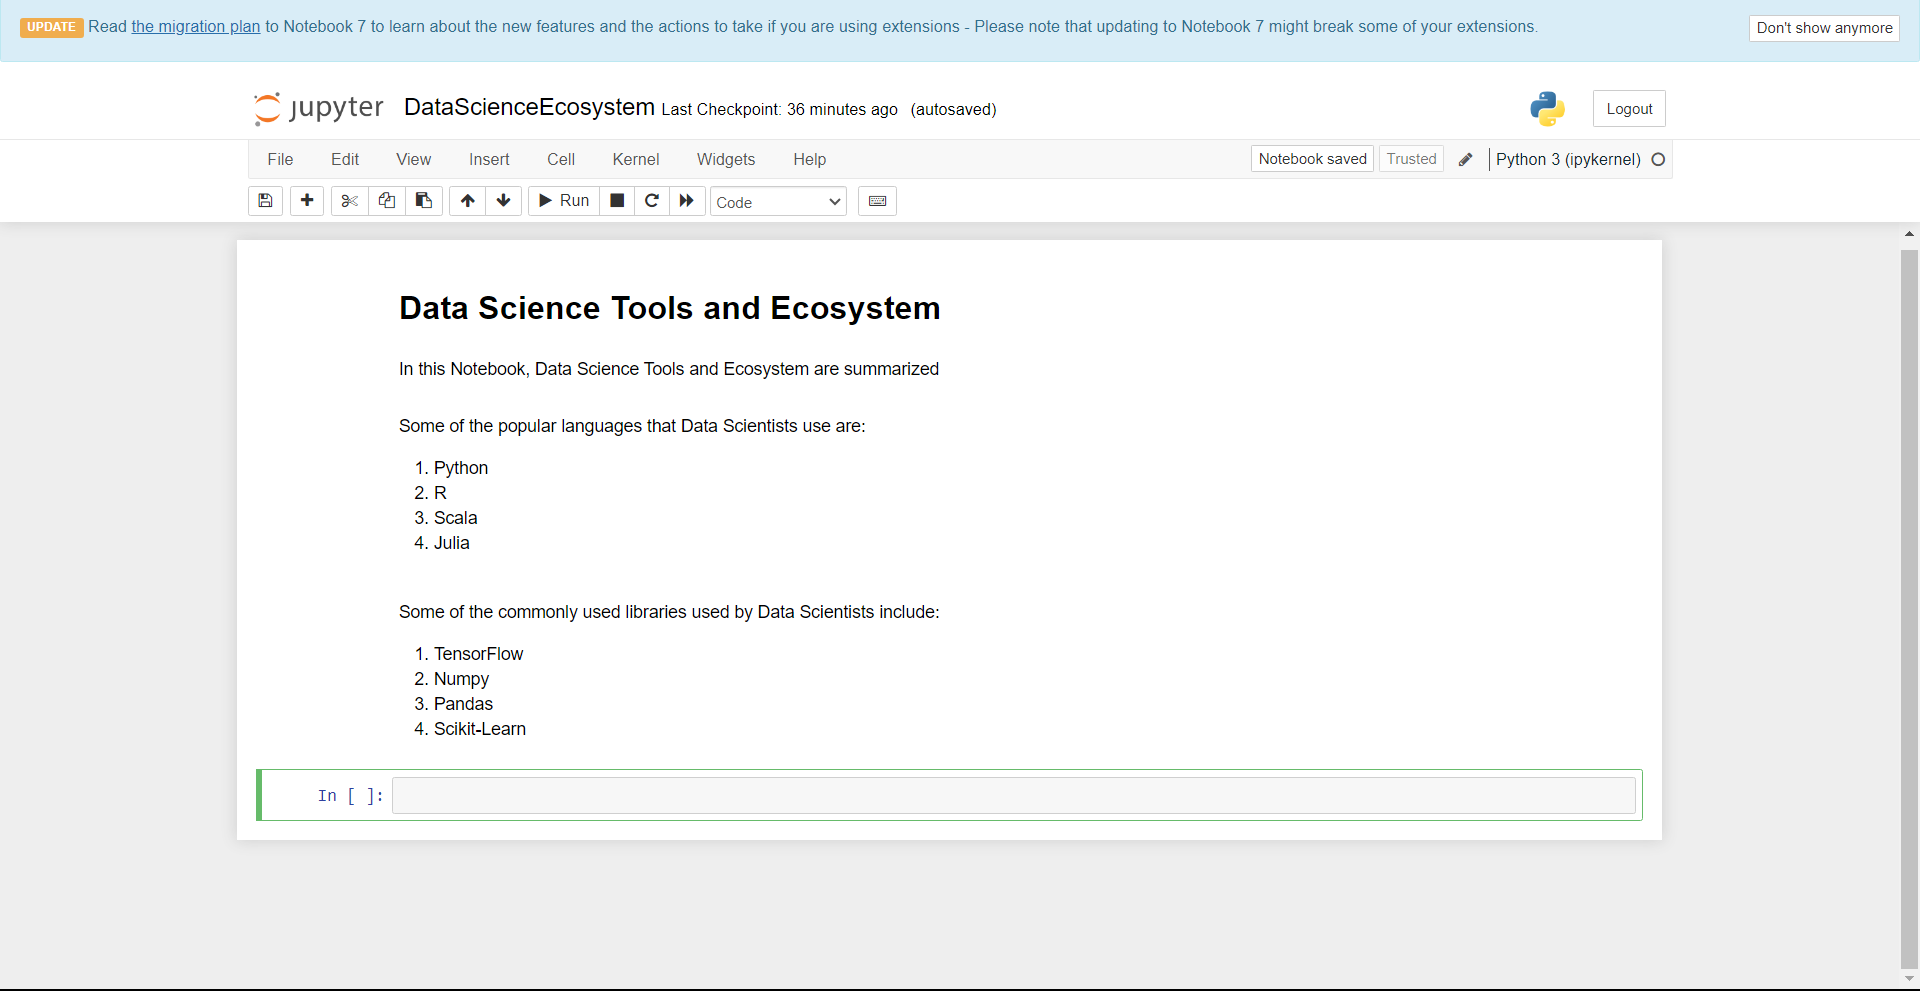 UPDATE Read the migration plan to Notebook 7 to learn about the new features and the actions to take if you are using extensions - Please note that updating to Notebook 7 might break some of your extensions.
Don't show anymore
jupyter DataScienceEcosystem Last Checkpoint: 36 minutes ago (autosaved)
Logout
File Edit View Insert Cell Kernel Widgets Help
Notebook saved Trusted Python 3 (ipykernel)
Run Code
Data Science Tools and Ecosystem
In this Notebook, Data Science Tools and Ecosystem are summarized
Some of the popular languages that Data Scientists use are:
1. Python
2. R
3. Scala
4. Julia
Some of the commonly used libraries used by Data Scientists include:
1. TensorFlow
2. Numpy
3. Pandas
4. Scikit-Learn
In [ ]: